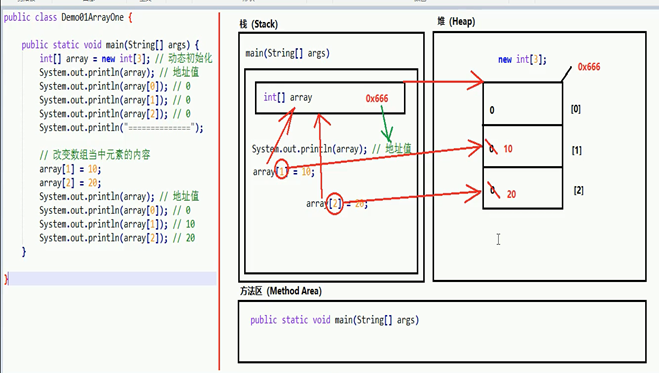 public class Demo01ArrayOne {
public static void main(String[] args) {
int[] array = new int[3]; // 动态初始化
System.out.println(array); // 地址值
System.out.println(array[0]); // 0
System.out.println(array[1]); // 0
System.out.println(array[2]); // 0
System.out.println("==============");
// 改变数组当中元素的内容
array[1] = 10;
array[2] = 20;
System.out.println(array); // 地址值
System.out.println(array[0]); // 0
System.out.println(array[1]); // 10
System.out.println(array[2]); // 20
}
}
栈 (Stack)
main(String[] args)
int[] array
0x666
System.out.println(array); // 地址值
array[1] = 10;
array[2] = 20;
堆 (Heap)
new int[3];
0x666
0 [0]
0 10 [1]
0 20 [2]
方法区 (Method Area)
public static void main(String[] args)